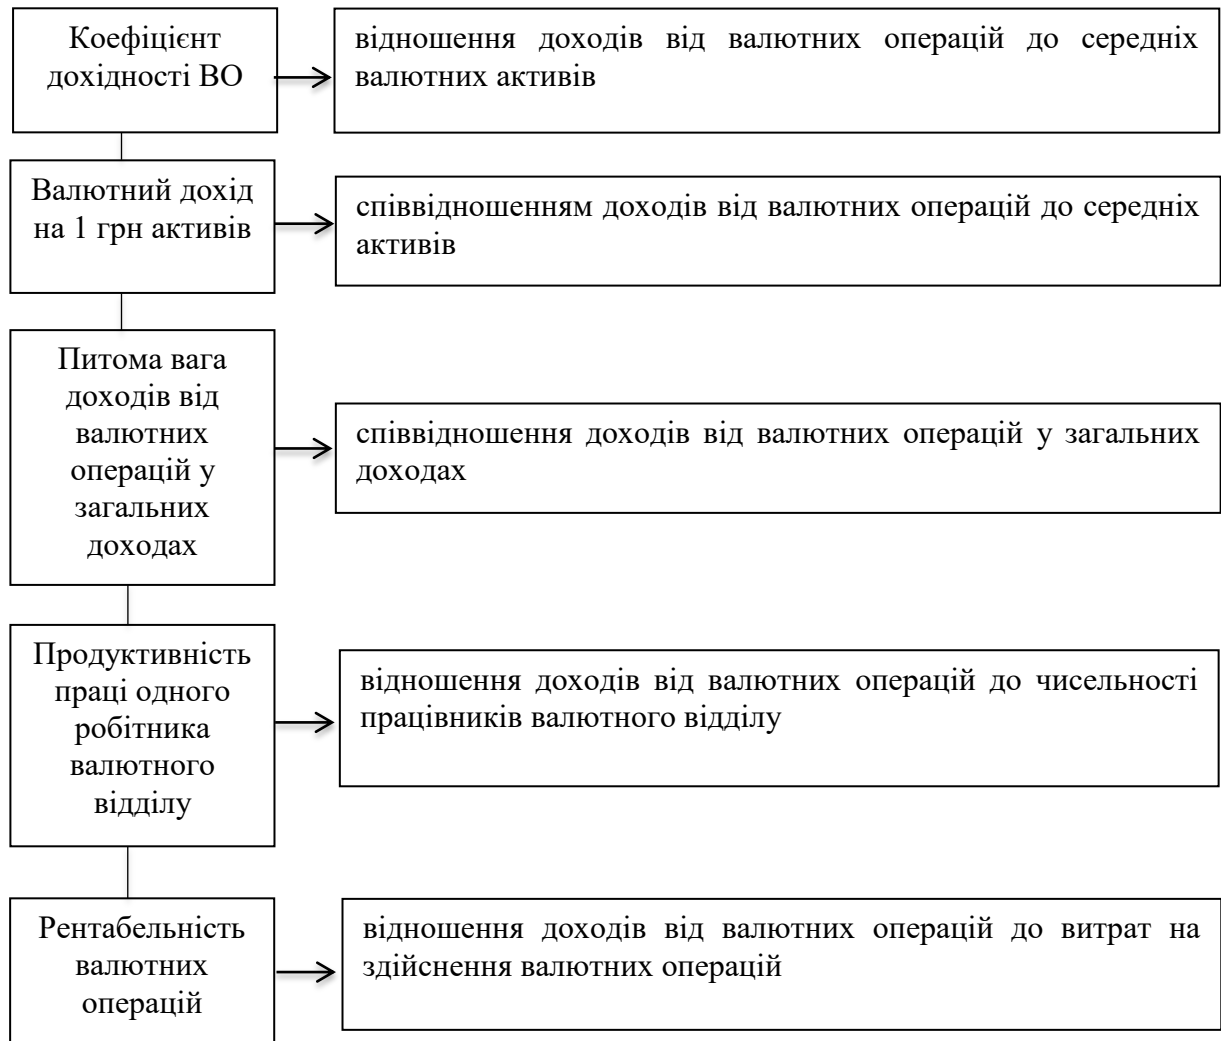 Коефіцієнт
дохідності ВО
відношення доходів від валютних операцій до середніх
валютних активів
Валютний дохід
на 1 грн активів
співвідношенням доходів від валютних операцій до середніх
активів
Питома вага
доходів від
валютних
операцій у
загальних
доходах
співвідношення доходів від валютних операцій у загальних
доходах
Продуктивність
праці одного
робітника
валютного
відділу
відношення доходів від валютних операцій до чисельності
працівників валютного відділу
Рентабельність
валютних
операцій
відношення доходів від валютних операцій до витрат на
здійснення валютних операцій